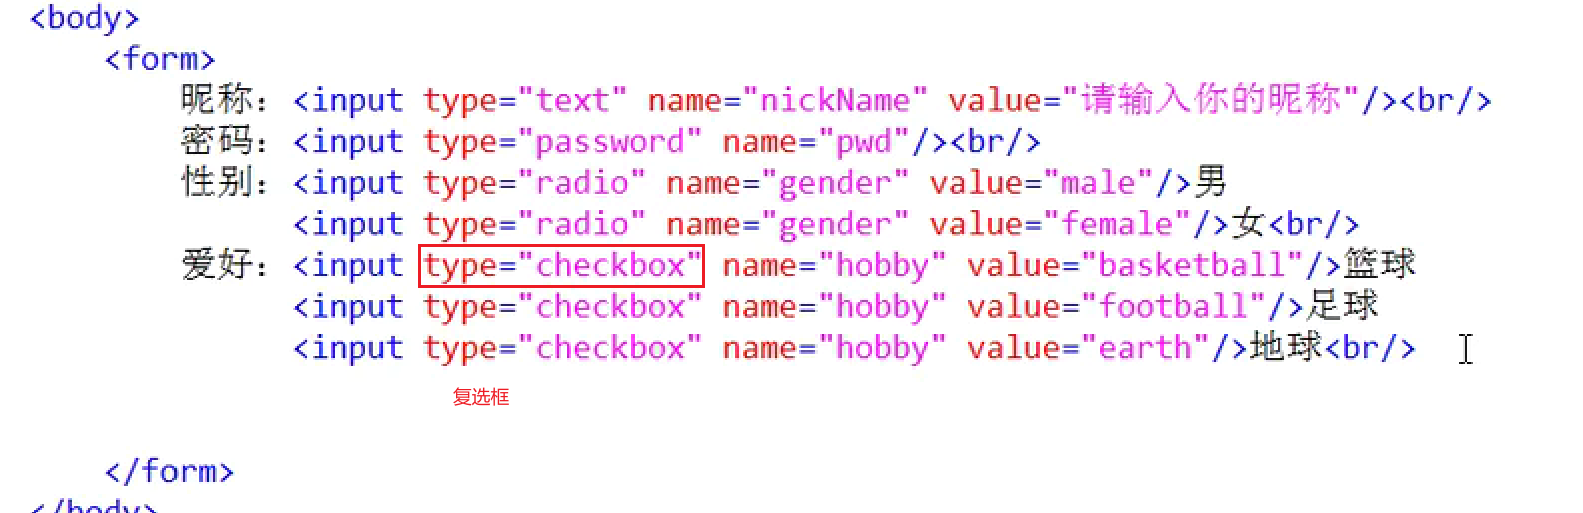 <body>
<form>
昵称：<input type="text" name="nickName" value="请输入你的昵称"/><br/>
密码：<input type="password" name="pwd"/><br/>
性别：<input type="radio" name="gender" value="male"/>男
<input type="radio" name="gender" value="female"/>女<br/>
爱好：<input type="checkbox" name="hobby" value="basketball"/>篮球
<input type="checkbox" name="hobby" value="football"/>足球
<input type="checkbox" name="hobby" value="earth"/>地球<br/>
复选框
</form>
</body>